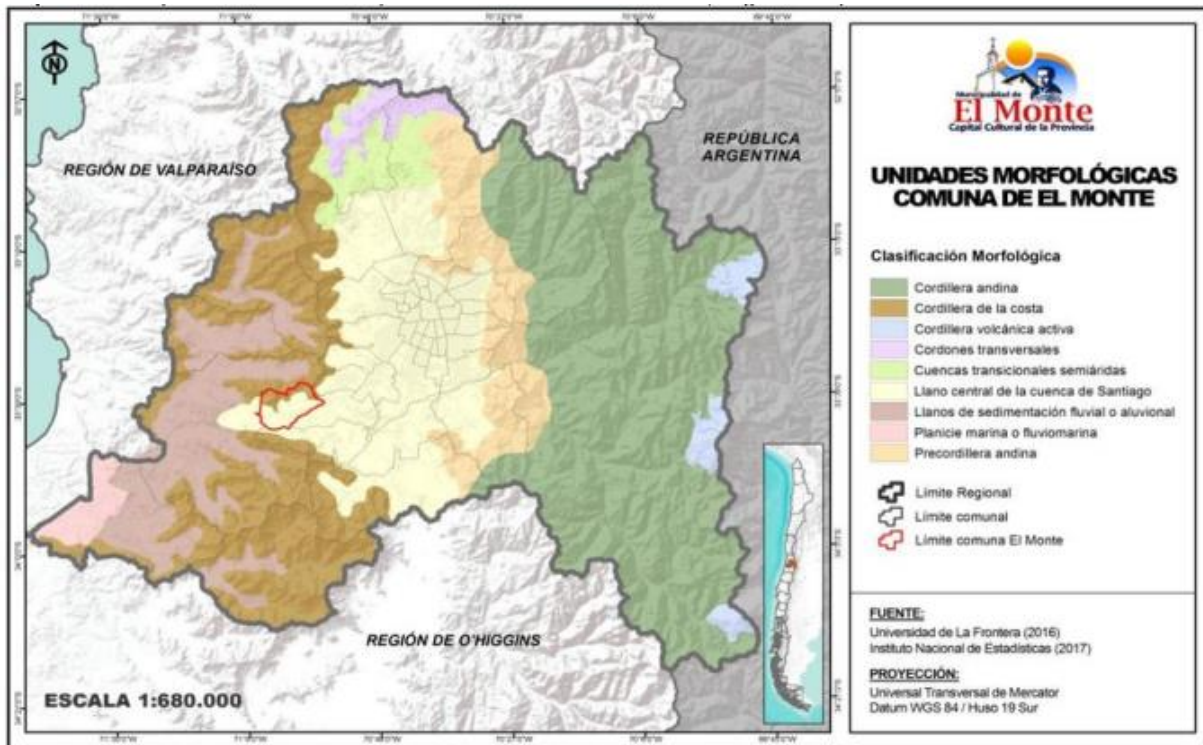 REGIÓN DE VALPARAÍSO
REPÚBLICA
ARGENTINA
REGIÓN DE O'HIGGINS
ESCALA 1:680.000
N
Municipalidad de
El Monte
Capital Cultural de la Provincia
UNIDADES MORFOLÓGICAS
COMUNA DE EL MONTE
Clasificación Morfológica
Cordillera andina
Cordillera de la costa
Cordillera volcánica activa
Cordones transversales
Cuencas transicionales semiáridas
Llano central de la cuenca de Santiago
Llanos de sedimentación fluvial o aluvional
Planicie marina o fluviomarina
Precordillera andina
Límite Regional
Límite comunal
Límite comuna El Monte
FUENTE:
Universidad de La Frontera (2016)
Instituto Nacional de Estadísticas (2017)
PROYECCIÓN:
Universal Transversal de Mercator
Datum WGS 84 / Huso 19 Sur